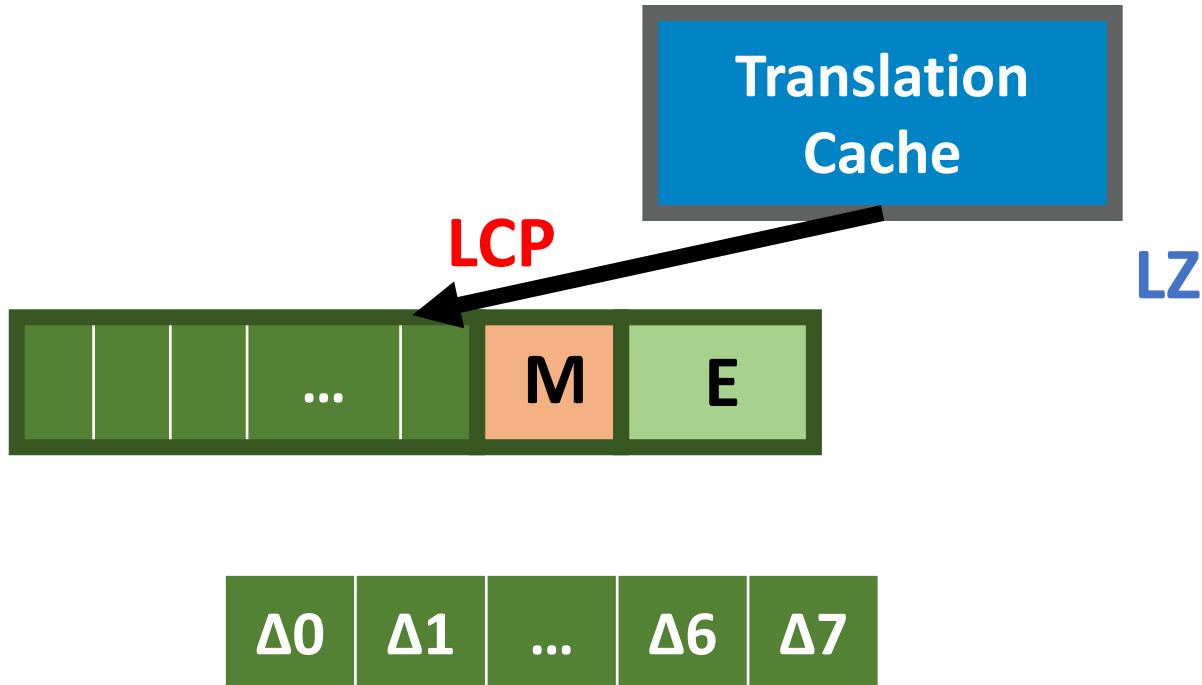 Translation
Cache
LCP
LZ
... M E
Δ0 Δ1 ... Δ6 Δ7